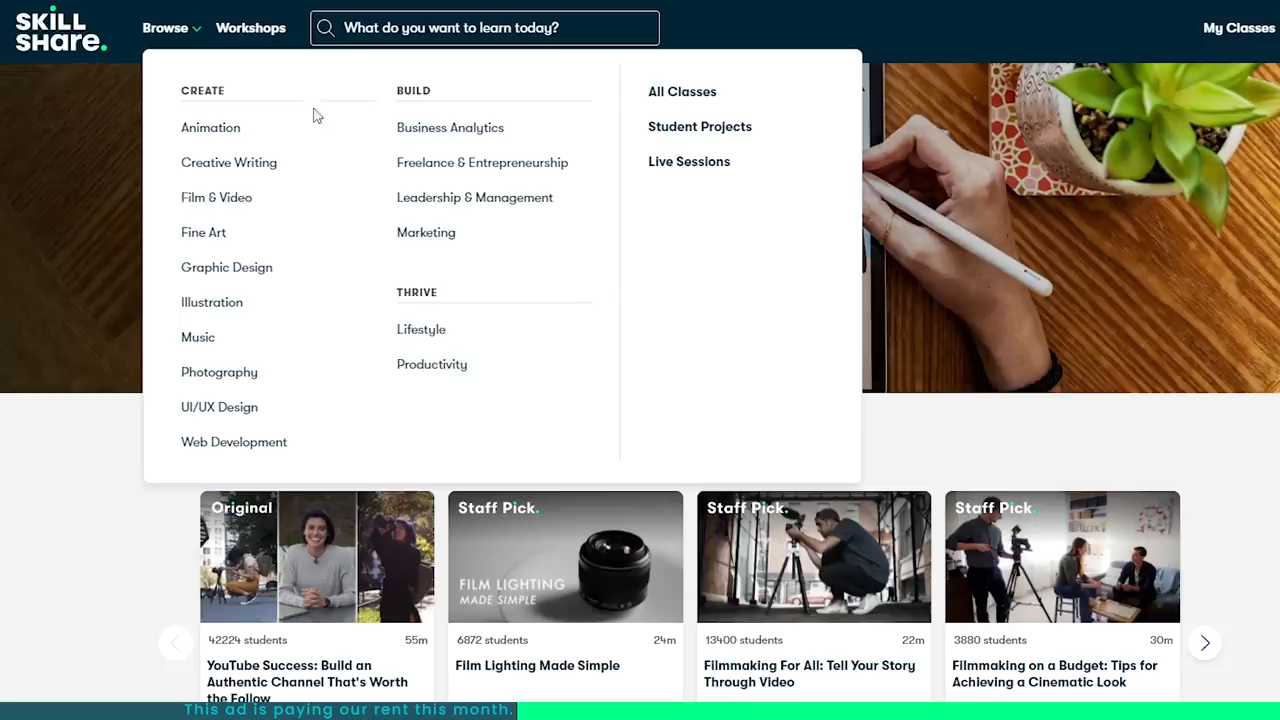 SKILL
SHARE.
Browse
Workshops
What do you want to learn today?
My Classes
CREATE
Animation
Creative Writing
Film & Video
Fine Art
Graphic Design
Illustration
Music
Photography
UI/UX Design
Web Development
BUILD
Business Analytics
Freelance & Entrepreneurship
Leadership & Management
Marketing
THRIVE
Lifestyle
Productivity
All Classes
Student Projects
Live Sessions
Original
42224 students 55m
YouTube Success: Build an
Authentic Channel That's Worth
the Follow
Staff Pick.
FILM LIGHTING
MADE SIMPLE
6872 students 24m
Film Lighting Made Simple
Staff Pick.
13400 students 22m
Filmmaking For All: Tell Your Story
Through Video
Staff Pick.
3880 students 30m
Filmmaking on a Budget: Tips for
Achieving a Cinematic Look
This ad is paying our rent this month.